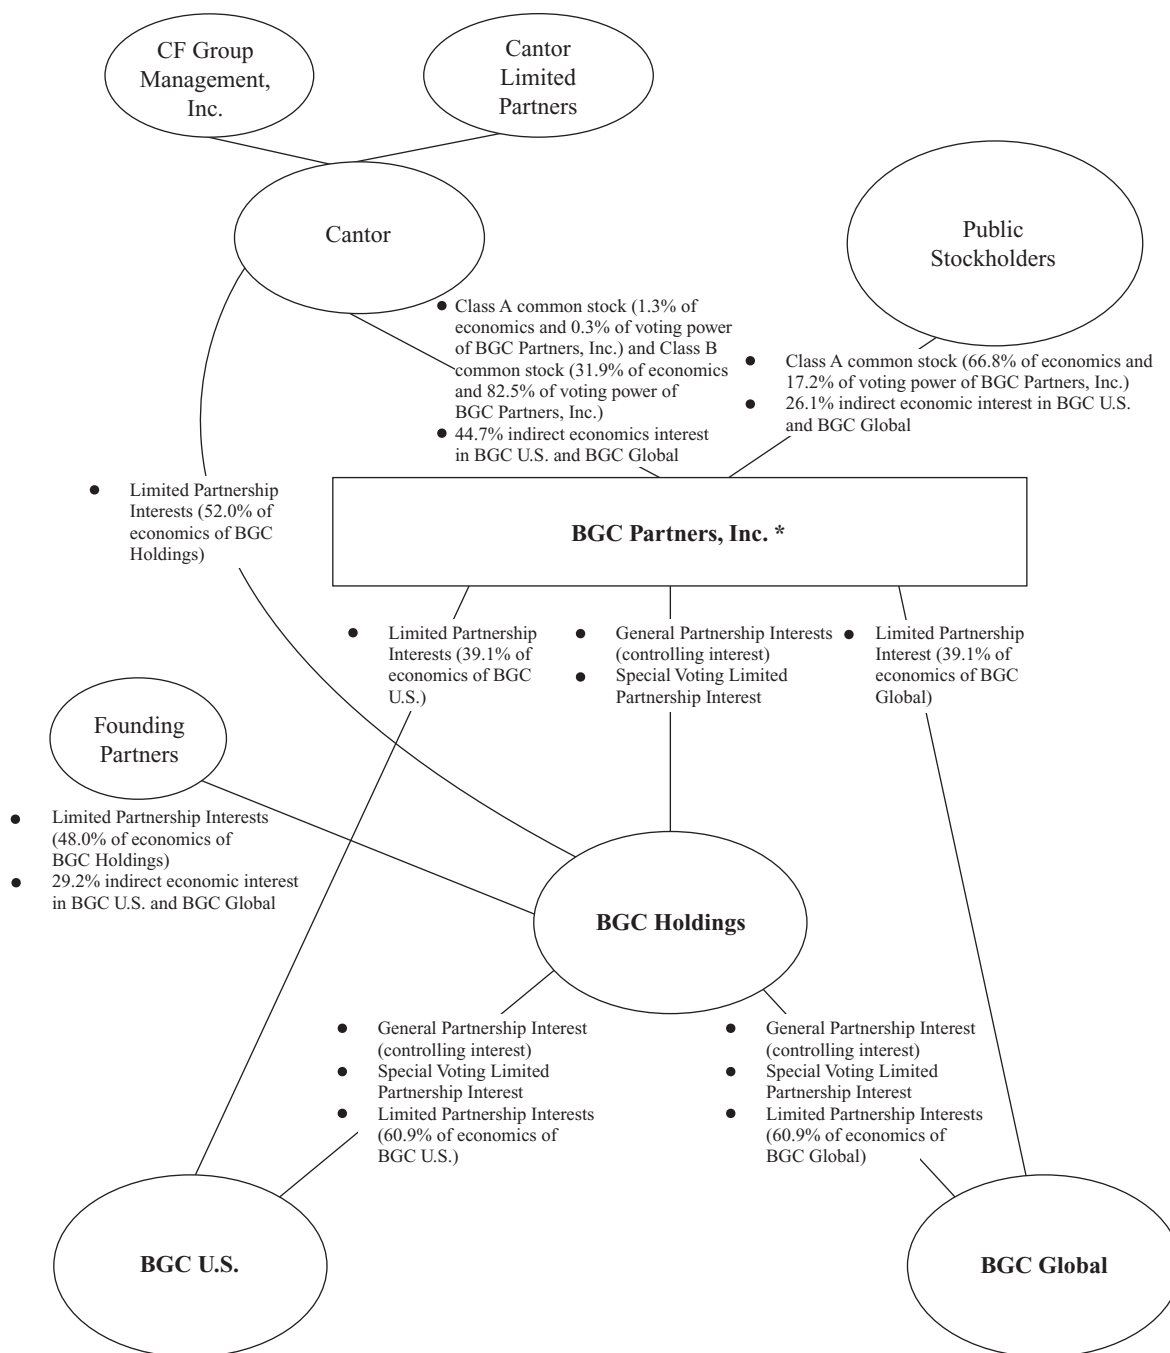 CF Group
Management,
Inc.
Cantor
Limited
Partners
Cantor
Public
Stockholders
● Class A common stock (1.3% of
economics and 0.3% of voting power
of BGC Partners, Inc.) and Class B
common stock (31.9% of economics
and 82.5% of voting power of
BGC Partners, Inc.)
● 44.7% indirect economics interest
in BGC U.S. and BGC Global
● Class A common stock (66.8% of economics and
17.2% of voting power of BGC Partners, Inc.)
● 26.1% indirect economic interest in BGC U.S.
and BGC Global
● Limited Partnership
Interests (52.0% of
economics of BGC
Holdings)
BGC Partners, Inc. *
● Limited Partnership
Interests (39.1% of
economics of BGC
U.S.)
● General Partnership Interests
(controlling interest)
● Special Voting Limited
Partnership Interest
● Limited Partnership
Interest (39.1% of
economics of BGC
Global)
Founding
Partners
● Limited Partnership Interests
(48.0% of economics of
BGC Holdings)
● 29.2% indirect economic interest
in BGC U.S. and BGC Global
BGC Holdings
● General Partnership Interest
(controlling interest)
● Special Voting Limited
Partnership Interest
● Limited Partnership Interests
(60.9% of economics of
BGC U.S.)
● General Partnership Interest
(controlling interest)
● Special Voting Limited
Partnership Interest
● Limited Partnership Interests
(60.9% of economics of
BGC Global)
BGC U.S.
BGC Global